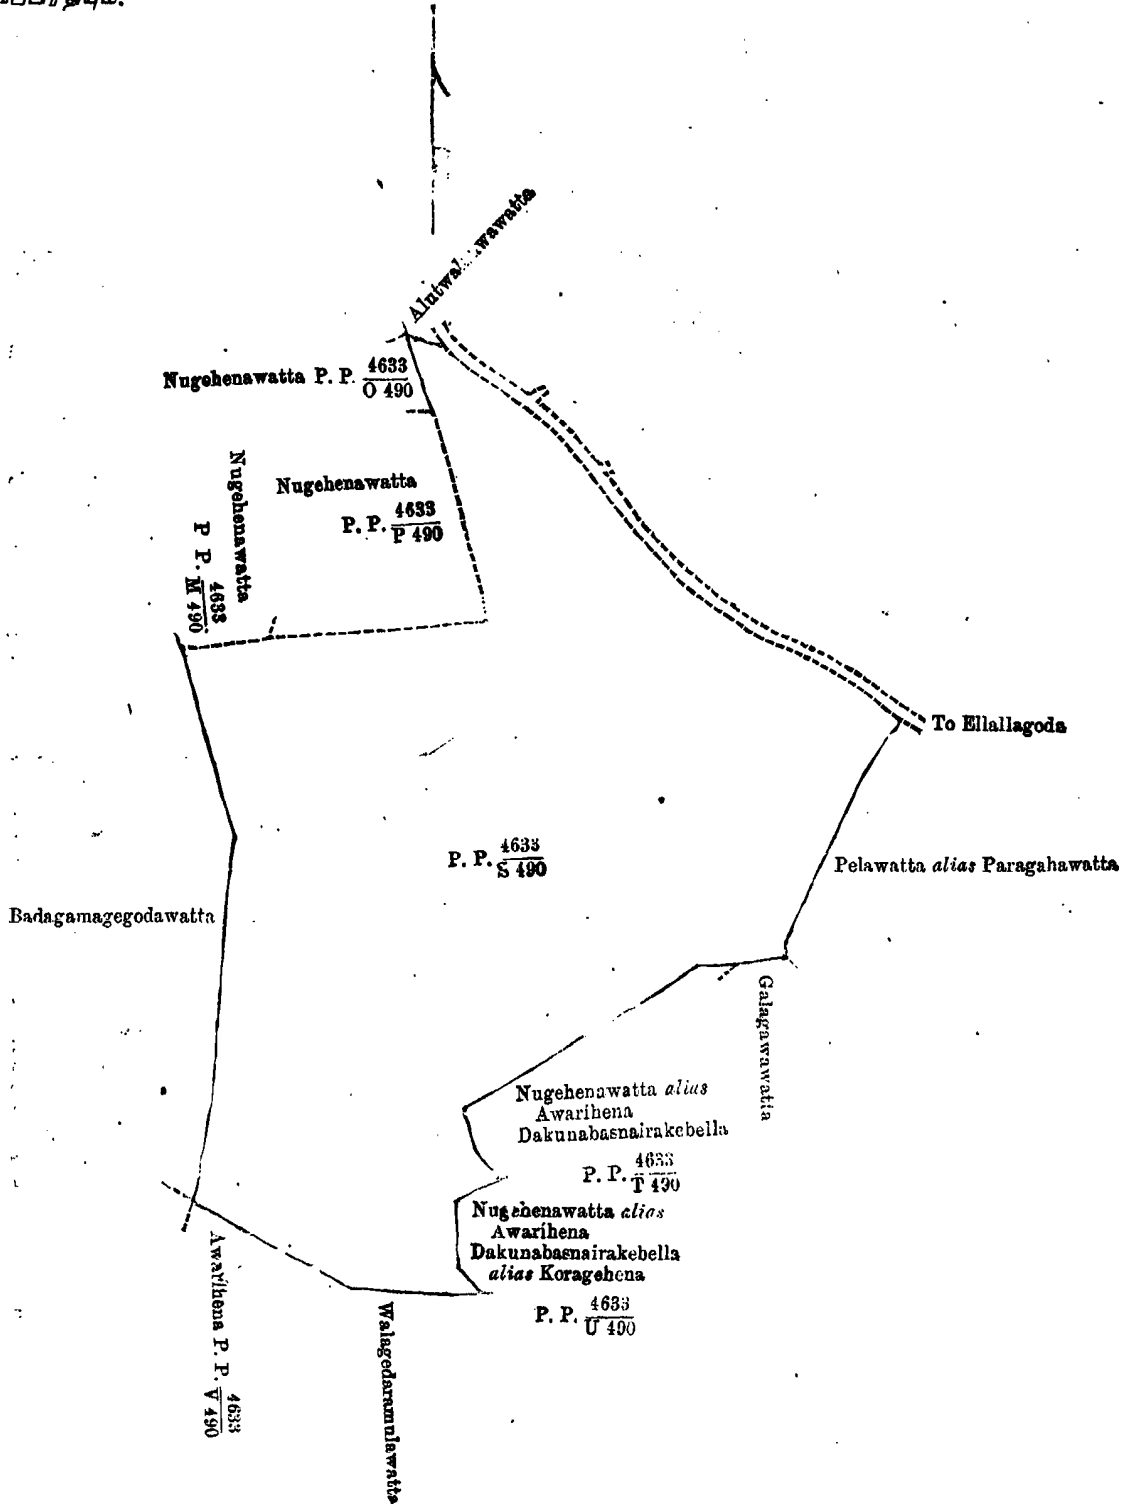 Nugehenawatta P. P. 4633
O 490
Nugehenawatta
P. P. 4633
P 490
Nugehenawatta
P P. 4633
M 490
To Ellallagoda
P. P. 4633
S 490
Pelawatta alias Paragahawatta
Badagamagegodawatta
Galagawawatta
Nugehenawatta alias
Awarihena
Dakunabasnairakebella
P. P. 4633
T 490
Nugehenawatta alias
Awarihena
Dakunabasnairakebella
alias Koragehena
P. P. 4633
U 490
Awarihena P. P. 4633
V 490
Walagedaramulawatta